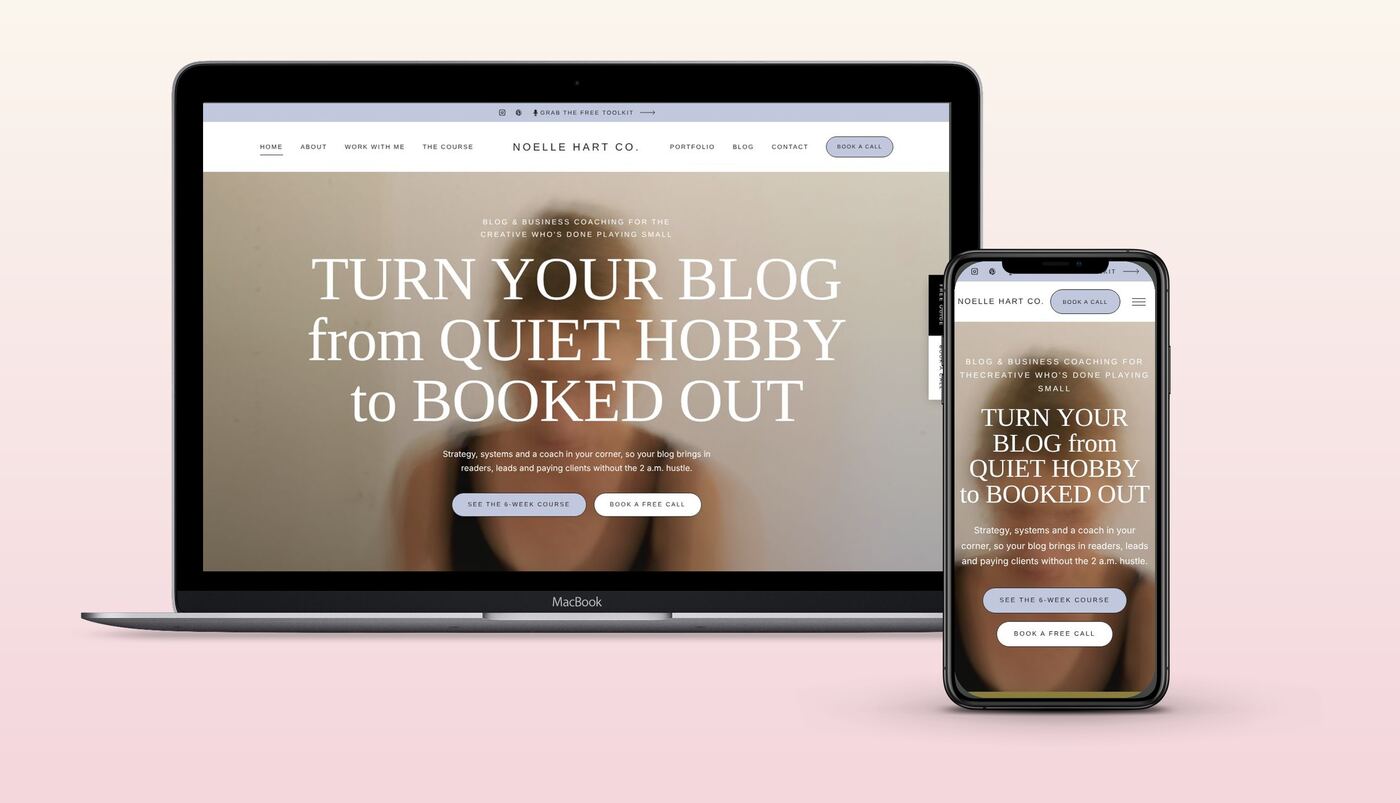 GRAB THE FREE TOOLKIT
HOME ABOUT WORK WITH ME THE COURSE NOELLE HART CO. PORTFOLIO BLOG CONTACT BOOK A CALL
BLOG & BUSINESS COACHING FOR THE
CREATIVE WHO'S DONE PLAYING SMALL
TURN YOUR BLOG
from QUIET HOBBY
to BOOKED OUT
Strategy, systems and a coach in your corner, so your blog brings in
readers, leads and paying clients without the 2 a.m. hustle.
SEE THE 6-WEEK COURSE BOOK A FREE CALL
FREE GUIDE
MacBook
KIT
NOELLE HART CO. BOOK A CALL
BLOG & BUSINESS COACHING FOR
THECREATIVE WHO'S DONE PLAYING
SMALL
TURN YOUR
BLOG from
QUIET HOBBY
to BOOKED OUT
Strategy, systems and a coach in your
corner, so your blog brings in readers, leads
and paying clients without the 2 a.m. hustle.
SEE THE 6-WEEK COURSE
BOOK A FREE CALL